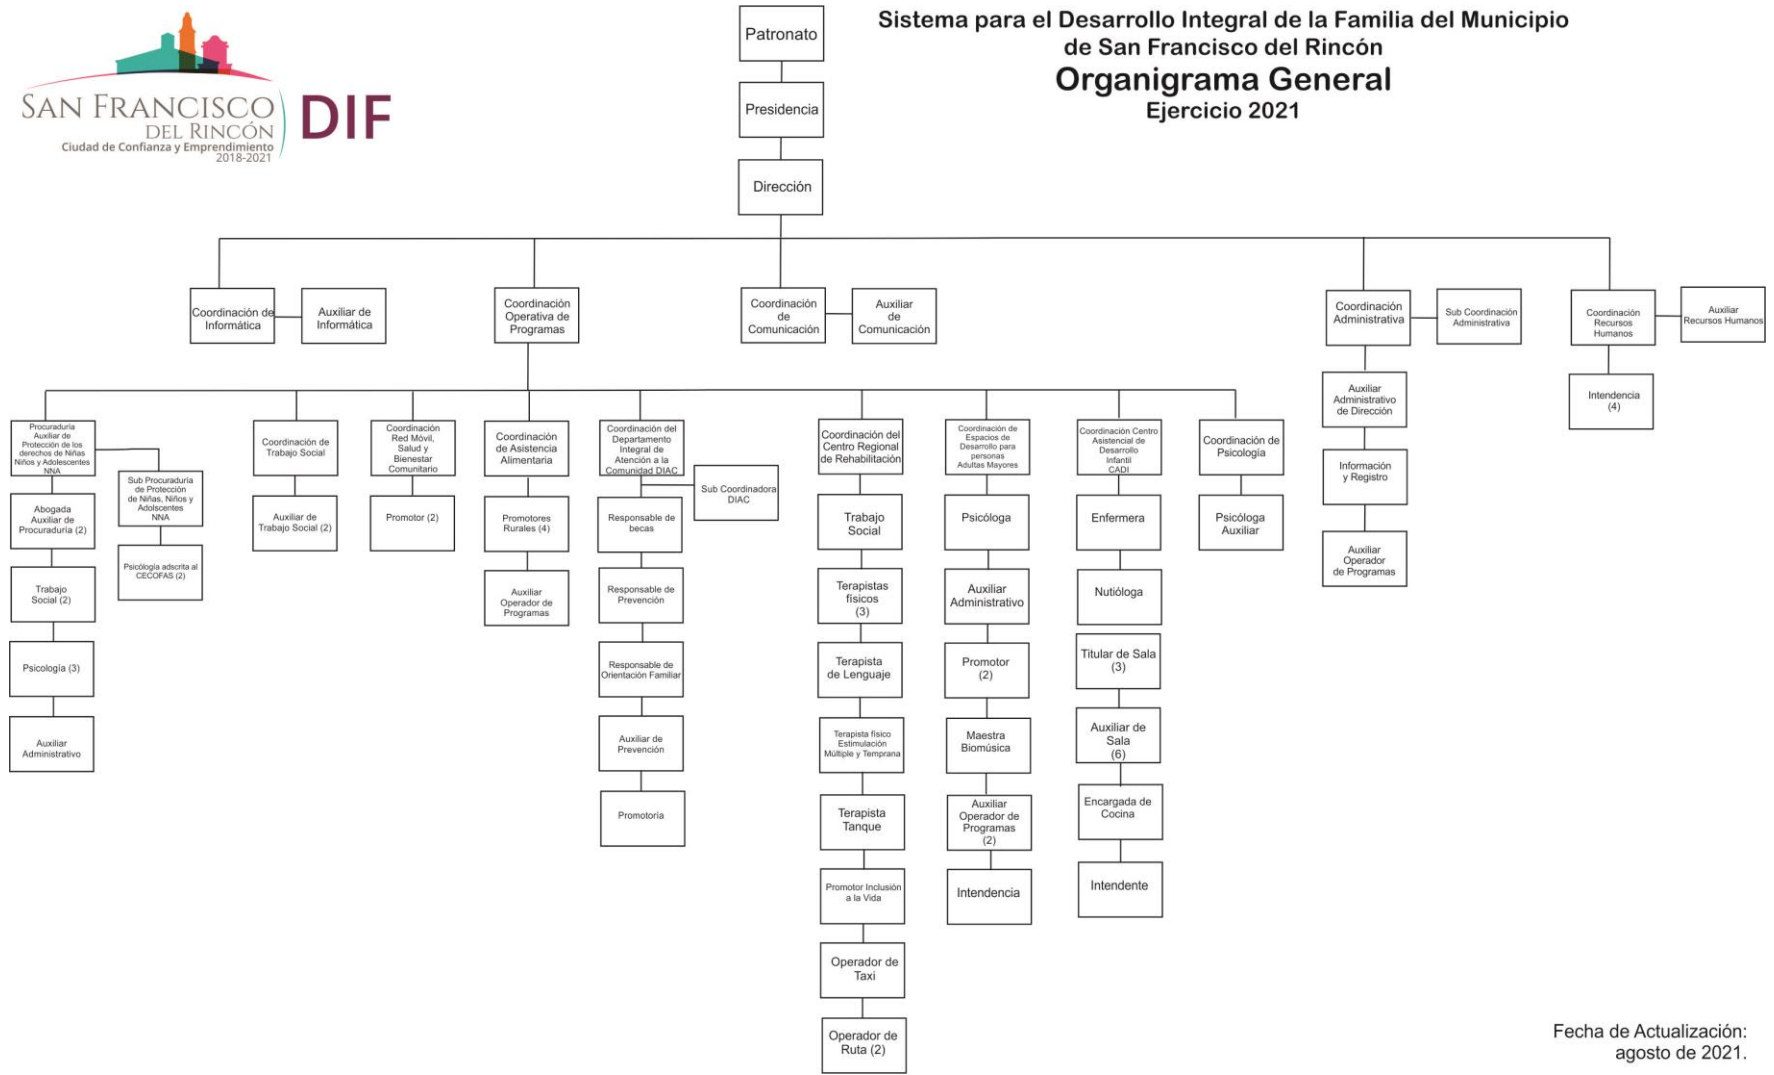 SAN FRANCISCO
DEL RINCÓN
Ciudad de Confianza y Emprendimiento
2018-2021
DIF
Sistema para el Desarrollo Integral de la Familia del Municipio
de San Francisco del Rincón
Organigrama General
Ejercicio 2021
Patronato
Presidencia
Dirección
Coordinación de
Informática
Auxiliar de
Informática
Coordinación
Operativa de
Programas
Coordinación
de
Comunicación
Auxiliar
de
Comunicación
Coordinación
Administrativa
Sub Coordinación
Administrativa
Coordinación
Recursos
Humanos
Auxiliar
Recursos Humanos
Auxiliar
Administrativo
de Dirección
Información
y Registro
Auxiliar
Operador
de Programas
Intendencia
(4)
Procuraduría
Auxiliar de
Protección de los
derechos de Niñas
Niños y Adolescentes
NNA
Sub Procuraduría
de Protección
de Niñas, Niños y
Adolscentes
NNA
Psicólogia adscrita al
CECOFAS (2)
Abogada
Auxiliar de
Procuraduría (2)
Trabajo
Social (2)
Psicología (3)
Auxiliar
Administrativo
Coordinación de
Trabajo Social
Auxiliar de
Trabajo Social (2)
Coordinación
Red Móvil,
Salud y
Bienestar
Comunitario
Promotor (2)
Coordinación
de Asistencia
Alimentaria
Promotores
Rurales (4)
Auxiliar
Operador de
Programas
Coordinación del
Departamento
Integral de
Atención a la
Comunidad DIAC
Sub Coordinadora
DIAC
Responsable de
becas
Responsable de
Prevención
Responsable de
Orientación Familiar
Auxiliar de
Prevención
Promotoría
Coordinación del
Centro Regional
de Rehabilitación
Trabajo
Social
Terapistas
físicos
(3)
Terapista
de Lenguaje
Terapista físico
Estimulación
Múltiple y Temprana
Terapista
Tanque
Promotor Inclusión
a la Vida
Operador de
Taxi
Operador de
Ruta (2)
Coordinación de
Espacios de
Desarrollo para
personas
Adultas Mayores
Psicóloga
Auxiliar
Administrativo
Promotor
(2)
Maestra
Biomúsica
Auxiliar
Operador de
Programas
(2)
Intendencia
Coordinación Centro
Asistencial de
Desarrollo
Infantil
CADI
Enfermera
Nutióloga
Titular de Sala
(3)
Auxiliar de
Sala
(6)
Encargada de
Cocina
Intendente
Coordinación de
Psicología
Psicóloga
Auxiliar
Fecha de Actualización:
agosto de 2021.